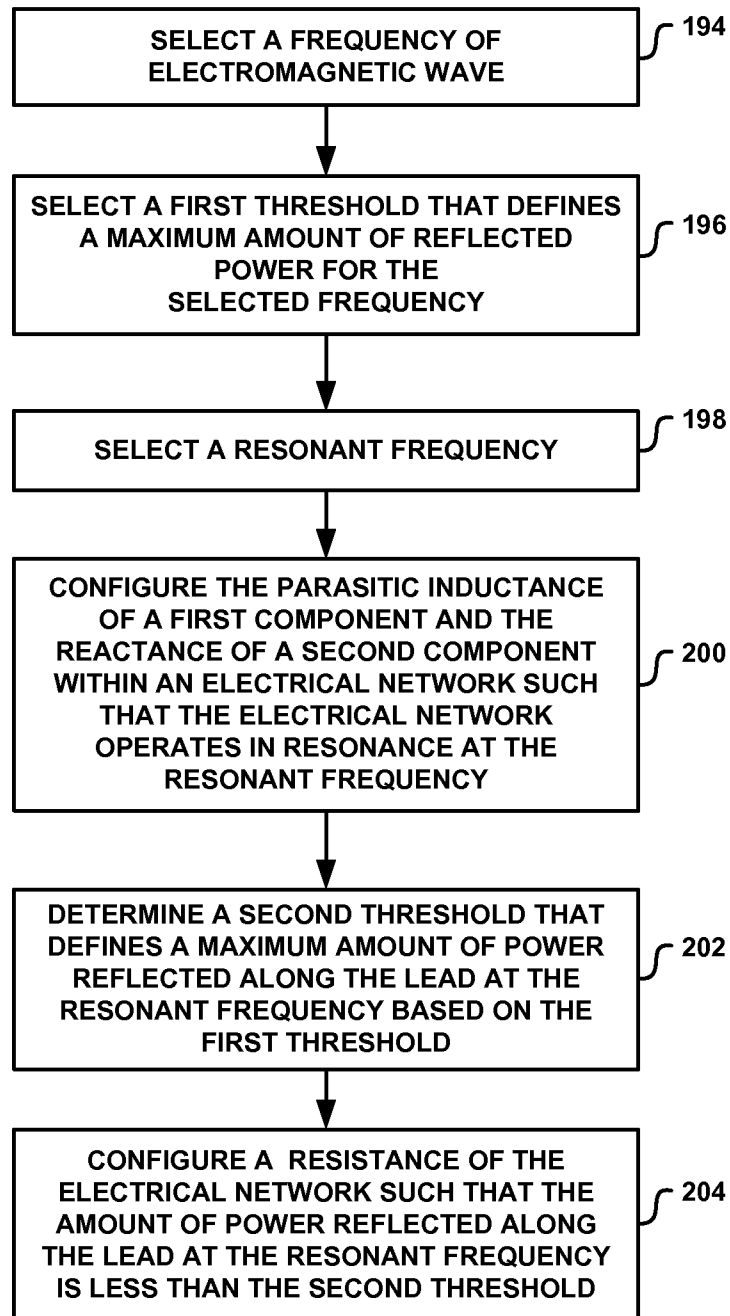 SELECT A FREQUENCY OF
ELECTROMAGNETIC WAVE
194
SELECT A FIRST THRESHOLD THAT DEFINES
A MAXIMUM AMOUNT OF REFLECTED
POWER FOR THE
SELECTED FREQUENCY
196
SELECT A RESONANT FREQUENCY
198
CONFIGURE THE PARASITIC INDUCTANCE
OF A FIRST COMPONENT AND THE
REACTANCE OF A SECOND COMPONENT
WITHIN AN ELECTRICAL NETWORK SUCH
THAT THE ELECTRICAL NETWORK
OPERATES IN RESONANCE AT THE
RESONANT FREQUENCY
200
DETERMINE A SECOND THRESHOLD THAT
DEFINES A MAXIMUM AMOUNT OF POWER
REFLECTED ALONG THE LEAD AT THE
RESONANT FREQUENCY BASED ON THE
FIRST THRESHOLD
202
CONFIGURE A RESISTANCE OF THE
ELECTRICAL NETWORK SUCH THAT THE
AMOUNT OF POWER REFLECTED ALONG
THE LEAD AT THE RESONANT FREQUENCY
IS LESS THAN THE SECOND THRESHOLD
204